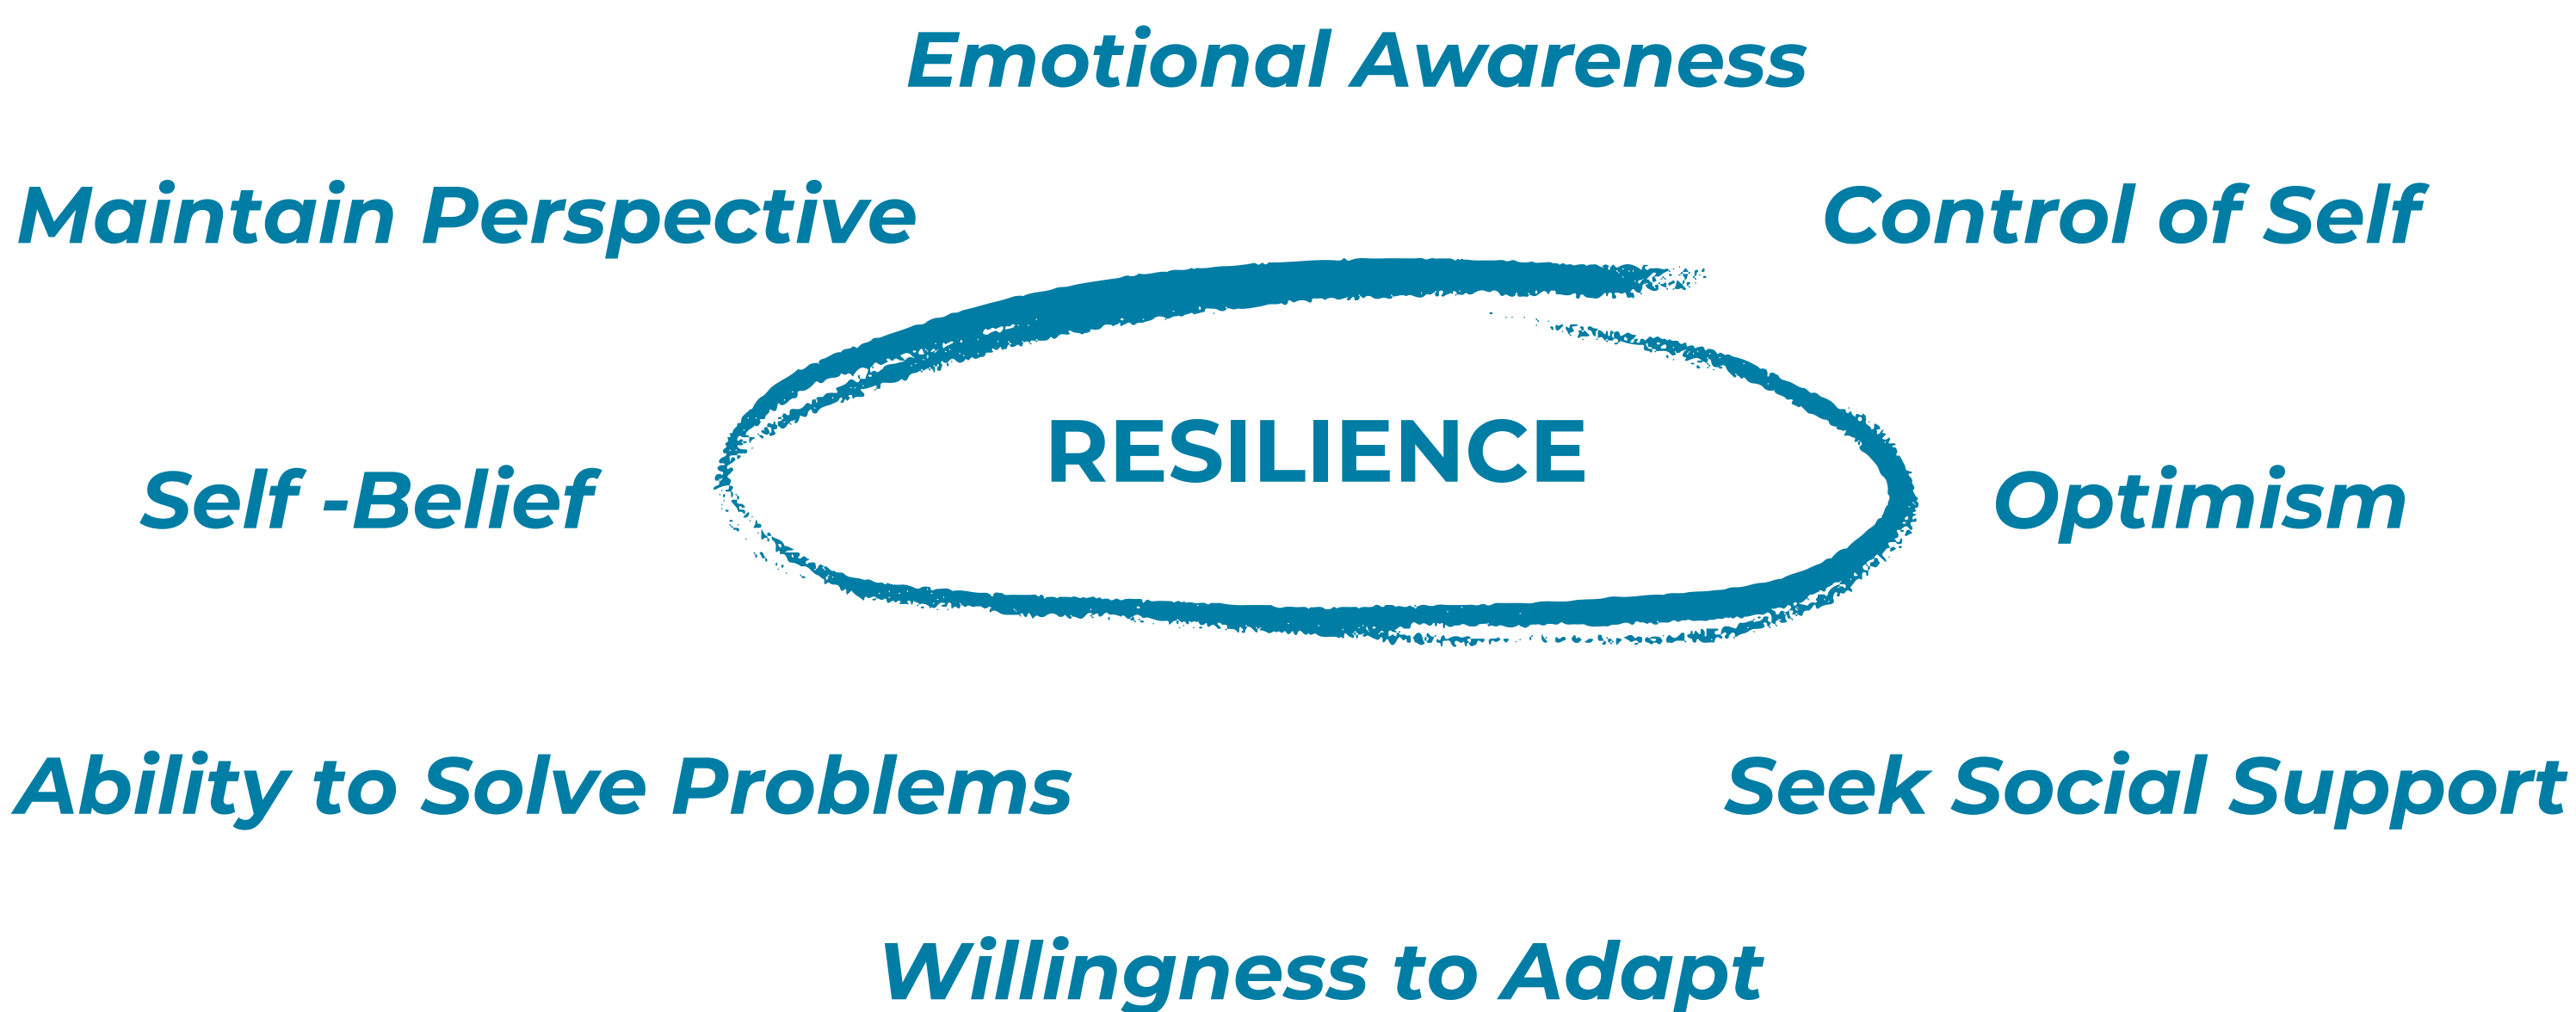 Emotional Awareness
Maintain Perspective
Control of Self
RESILIENCE
Self -Belief
Optimism
Ability to Solve Problems
Seek Social Support
Willingness to Adapt